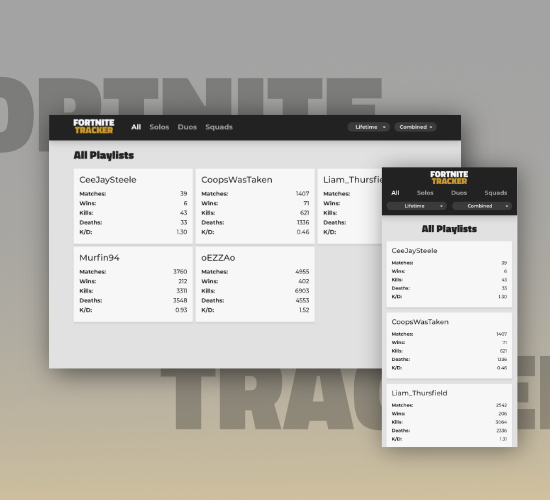 FORTNITE
TRACKER
FORTNITE
TRACKER
All Solos Duos Squads Lifetime Combined
All Playlists
CeeJaySteele
Matches: 39
Wins: 6
Kills: 43
Deaths: 33
K/D: 1.30
CoopsWasTaken
Matches: 1407
Wins: 71
Kills: 621
Deaths: 1336
K/D: 0.46
Liam_Thursfie
Matches:
Wins:
Kills:
Deaths:
K/D:
Murfin94
Matches: 3760
Wins: 212
Kills: 3311
Deaths: 3548
K/D: 0.93
oEZZAo
Matches: 4955
Wins: 402
Kills: 6903
Deaths: 4553
K/D: 1.52
FORTNITE
TRACKER
All Solos Duos Squads
Lifetime Combined
All Playlists
CeeJaySteele
Matches: 39
Wins: 6
Kills: 43
Deaths: 33
K/D: 1.30
CoopsWasTaken
Matches: 1407
Wins: 71
Kills: 621
Deaths: 1336
K/D: 0.46
Liam_Thursfield
Matches: 2542
Wins: 206
Kills: 3064
Deaths: 2336
K/D: 1.31